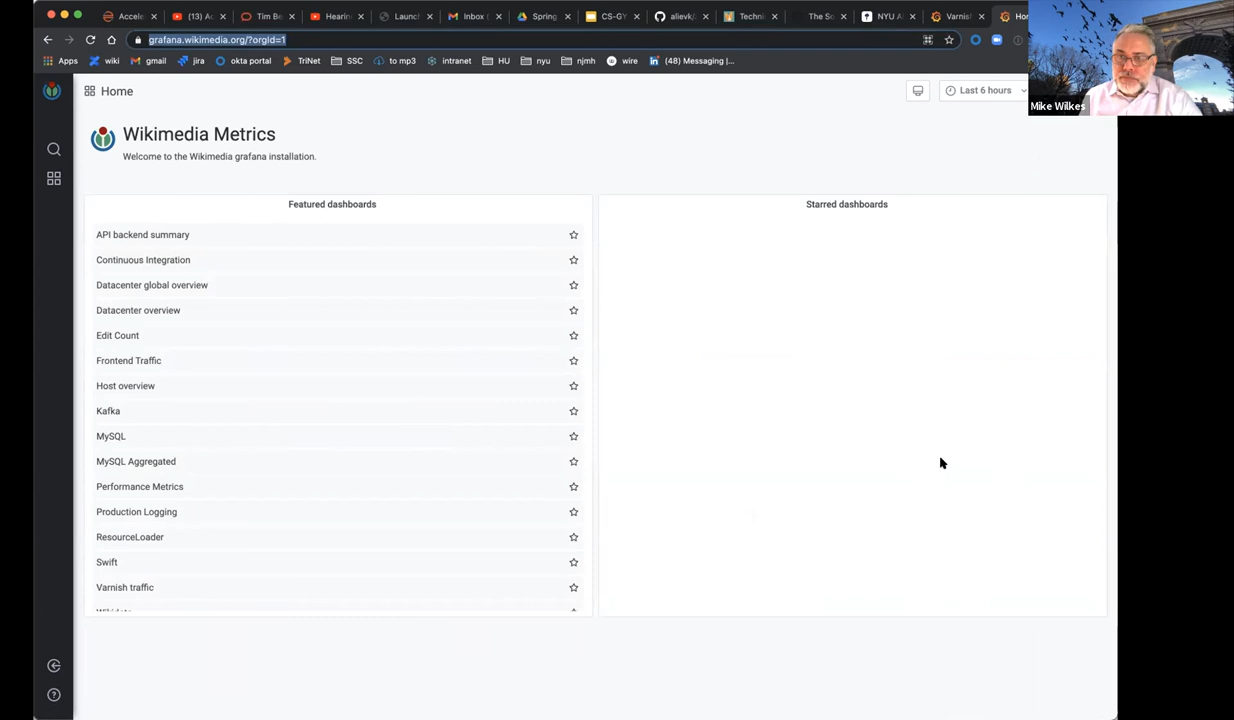 Accele
(13) Ac
Tim Be
Hearin
Launch
Inbox (
Spring
CS-GY
alievk/
Techni
The So
NYU A
Varnis
Ho
grafana.wikimedia.org/?orgId=1
Apps
wiki
gmail
jira
okta portal
TriNet
SSC
to mp3
intranet
HU
nyu
njmh
wire
(48) Messaging |...
Home
Last 6 hours
Mike Wilkes
Wikimedia Metrics
Welcome to the Wikimedia grafana installation.
Featured dashboards
Starred dashboards
API backend summary
Continuous Integration
Datacenter global overview
Datacenter overview
Edit Count
Frontend Traffic
Host overview
Kafka
MySQL
MySQL Aggregated
Performance Metrics
Production Logging
ResourceLoader
Swift
Varnish traffic